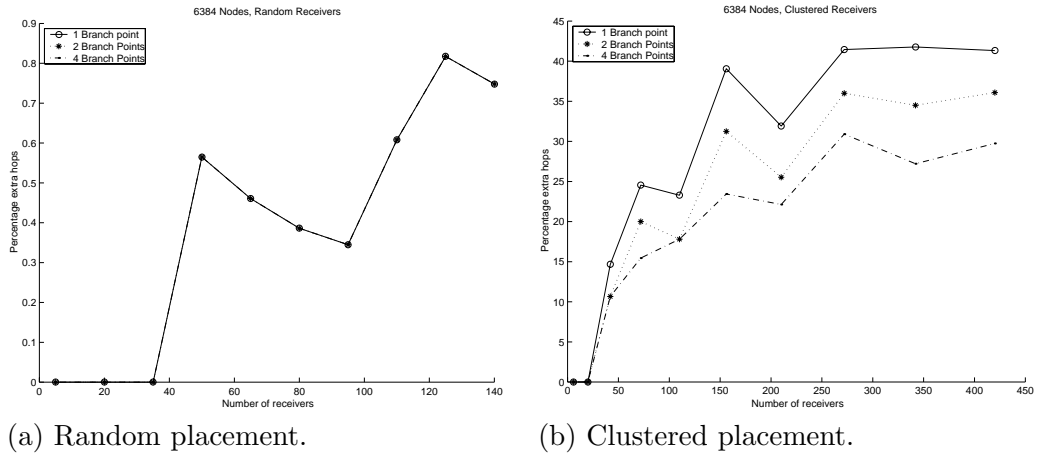 6384 Nodes, Random Receivers
0.9
0.8
0.7
0.6
0.5
0.4
0.3
0.2
0.1
0
1 Branch point
2 Branch Points
4 Branch Points
Percentage extra hops
0 20 40 60 80 100 120 140
Number of receivers
(a) Random placement.
6384 Nodes, Clustered Receivers
45
40
35
30
25
20
15
10
5
0
1 Branch point
2 Branch Points
4 Branch Points
Percentage extra hops
0 50 100 150 200 250 300 350 400 450
Number of receivers
(b) Clustered placement.